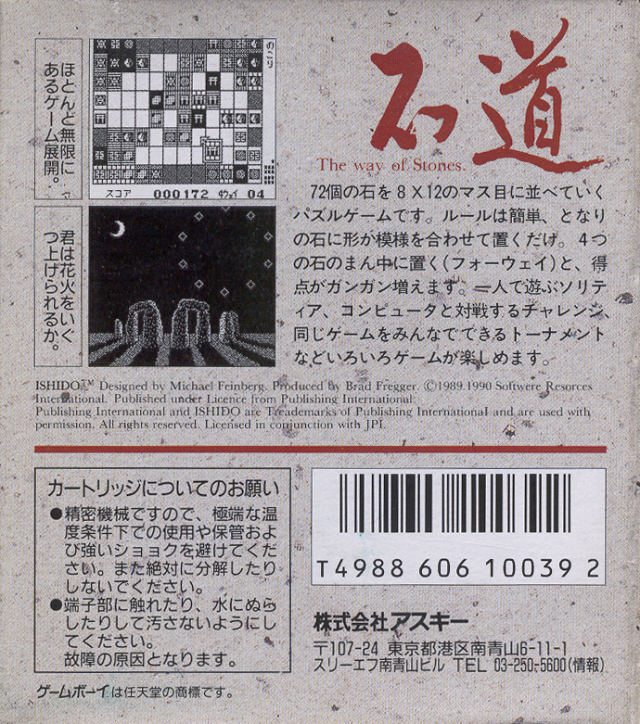 石道
The way of Stones.
ほとんど無限に
あるゲーム展開。
のこり
スコア 000172 4ウェイ 04
君は花火をいく
つ上げられるか。
72個の石を8×12のマス目に並べていく
パズルゲームです。ルールは簡単、となり
の石に形か模様を合わせて置くだけ。4つ
の石のまん中に置く(フォーウェイ)と、得
点がガンガン増えます。一人で遊ぶソリテ
ィア、コンピュータと対戦するチャレンジ、
同じゲームをみんなでできるトーナメント
などいろいろゲームが楽しめます。
ISHIDO™ Designed by Michael Feinberg. Produced by Brad Fregger. ©1989.1990 Softwere Resorces
International. Published under Licence from Publishing International
Publishing International and ISHIDO are Treademarks of Publishing International and are used with
permission. All rights reserved. Licensed in conjunction with JPI.
カートリッジについてのお願い
●精密機械ですので、極端な温
度条件下での使用や保管およ
び強いショックを避けてくだ
さい。また絶対に分解したり
しないでください。
●端子部に触れたり、水にぬら
したりして汚さないようにし
てください。
故障の原因となります。
ゲームボーイは任天堂の商標です。
T4988 606 10039 2
株式会社アスキー
〒107-24 東京都港区南青山6-11-1
スリーエフ南青山ビル TEL 03-250-5600(情報)